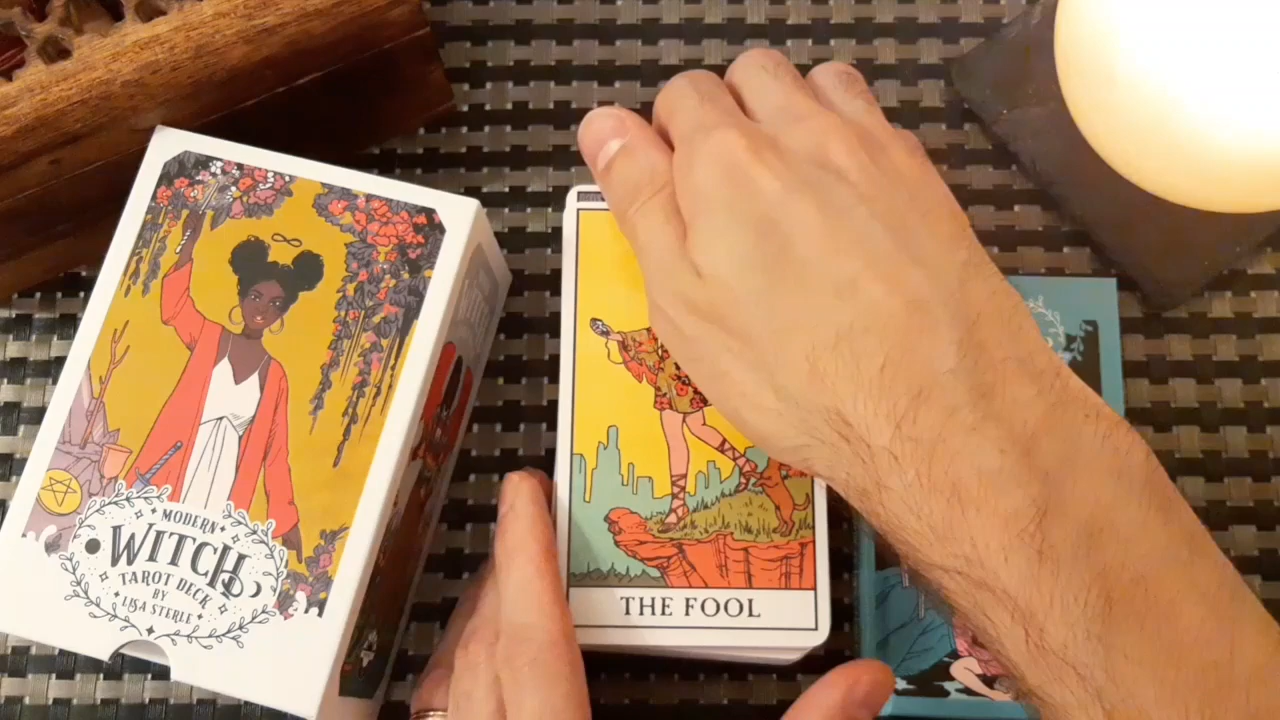 MODERN
WITCH
TAROT DECK
BY
LISA STERLE
THE FOOL